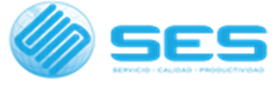 SES
SERVICIO - CALIDAD - PRODUCTIVIDAD